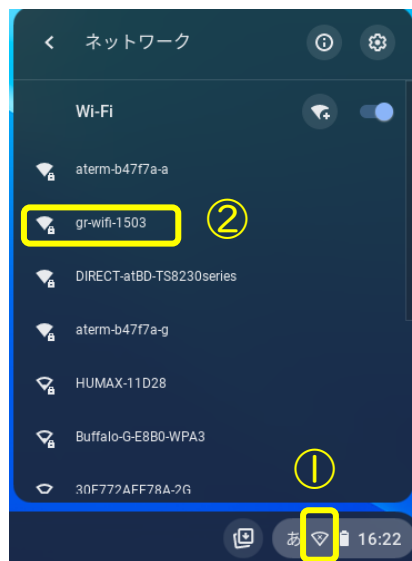 ネットワーク
Wi-Fi
aterm-b47f7a-a
gr-wifi-1503
②
DIRECT-atBD-TS8230series
aterm-b47f7a-g
HUMAX-11D28
Buffalo-G-E8B0-WPA3
①
30F772AFF78A-2G
あ 16:22